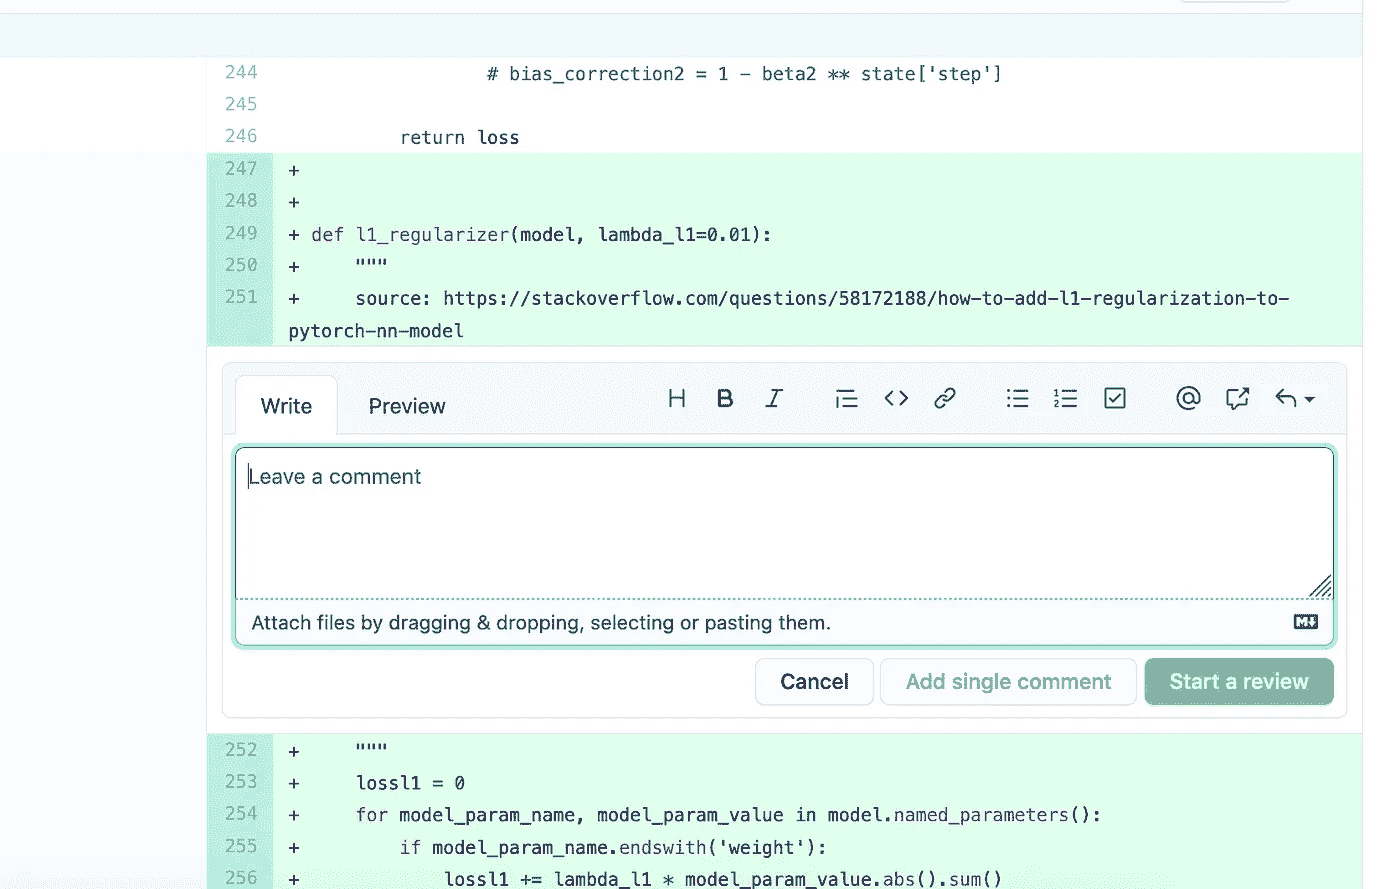 244 # bias_correction2 = 1 - beta2 ** state['step']
245
246 return loss
247 +
248 +
249 + def l1_regularizer(model, lambda_l1=0.01):
250 + """
251 + source: https://stackoverflow.com/questions/58172188/how-to-add-l1-regularization-to-
pytorch-nn-model
Write Preview H B I @
Leave a comment
Attach files by dragging & dropping, selecting or pasting them.
Cancel Add single comment Start a review
252 + """
253 + lossl1 = 0
254 + for model_param_name, model_param_value in model.named_parameters():
255 + if model_param_name.endswith('weight'):
256 + lossl1 += lambda_l1 * model_param_value.abs().sum()